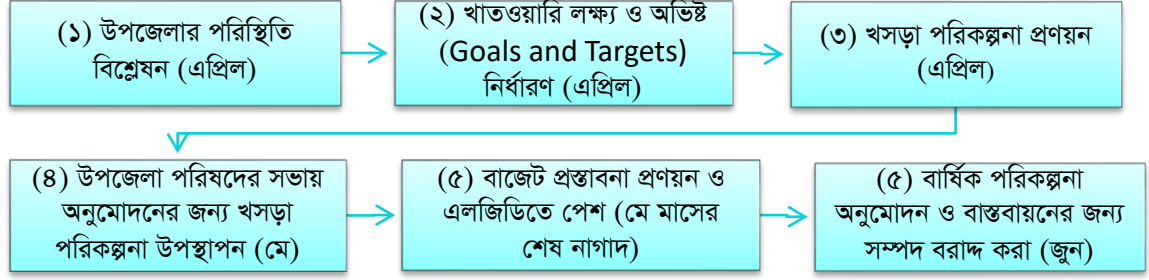 (১) উপজেলার পরিস্থিতি
বিশ্লেষন (এপ্রিল)
(২) খাতওয়ারি লক্ষ্য ও অভিষ্ট
(Goals and Targets)
নির্ধারণ (এপ্রিল)
(৩) খসড়া পরিকল্পনা প্রণয়ন
(এপ্রিল)
(৪) উপজেলা পরিষদের সভায়
অনুমোদনের জন্য খসড়া
পরিকল্পনা উপস্থাপন (মে)
(৫) বাজেট প্রস্তাবনা প্রণয়ন ও
এলজিডিতে পেশ (মে মাসের
শেষ নাগাদ)
(৫) বার্ষিক পরিকল্পনা
অনুমোদন ও বাস্তবায়নের জন্য
সম্পদ বরাদ্দ করা (জুন)